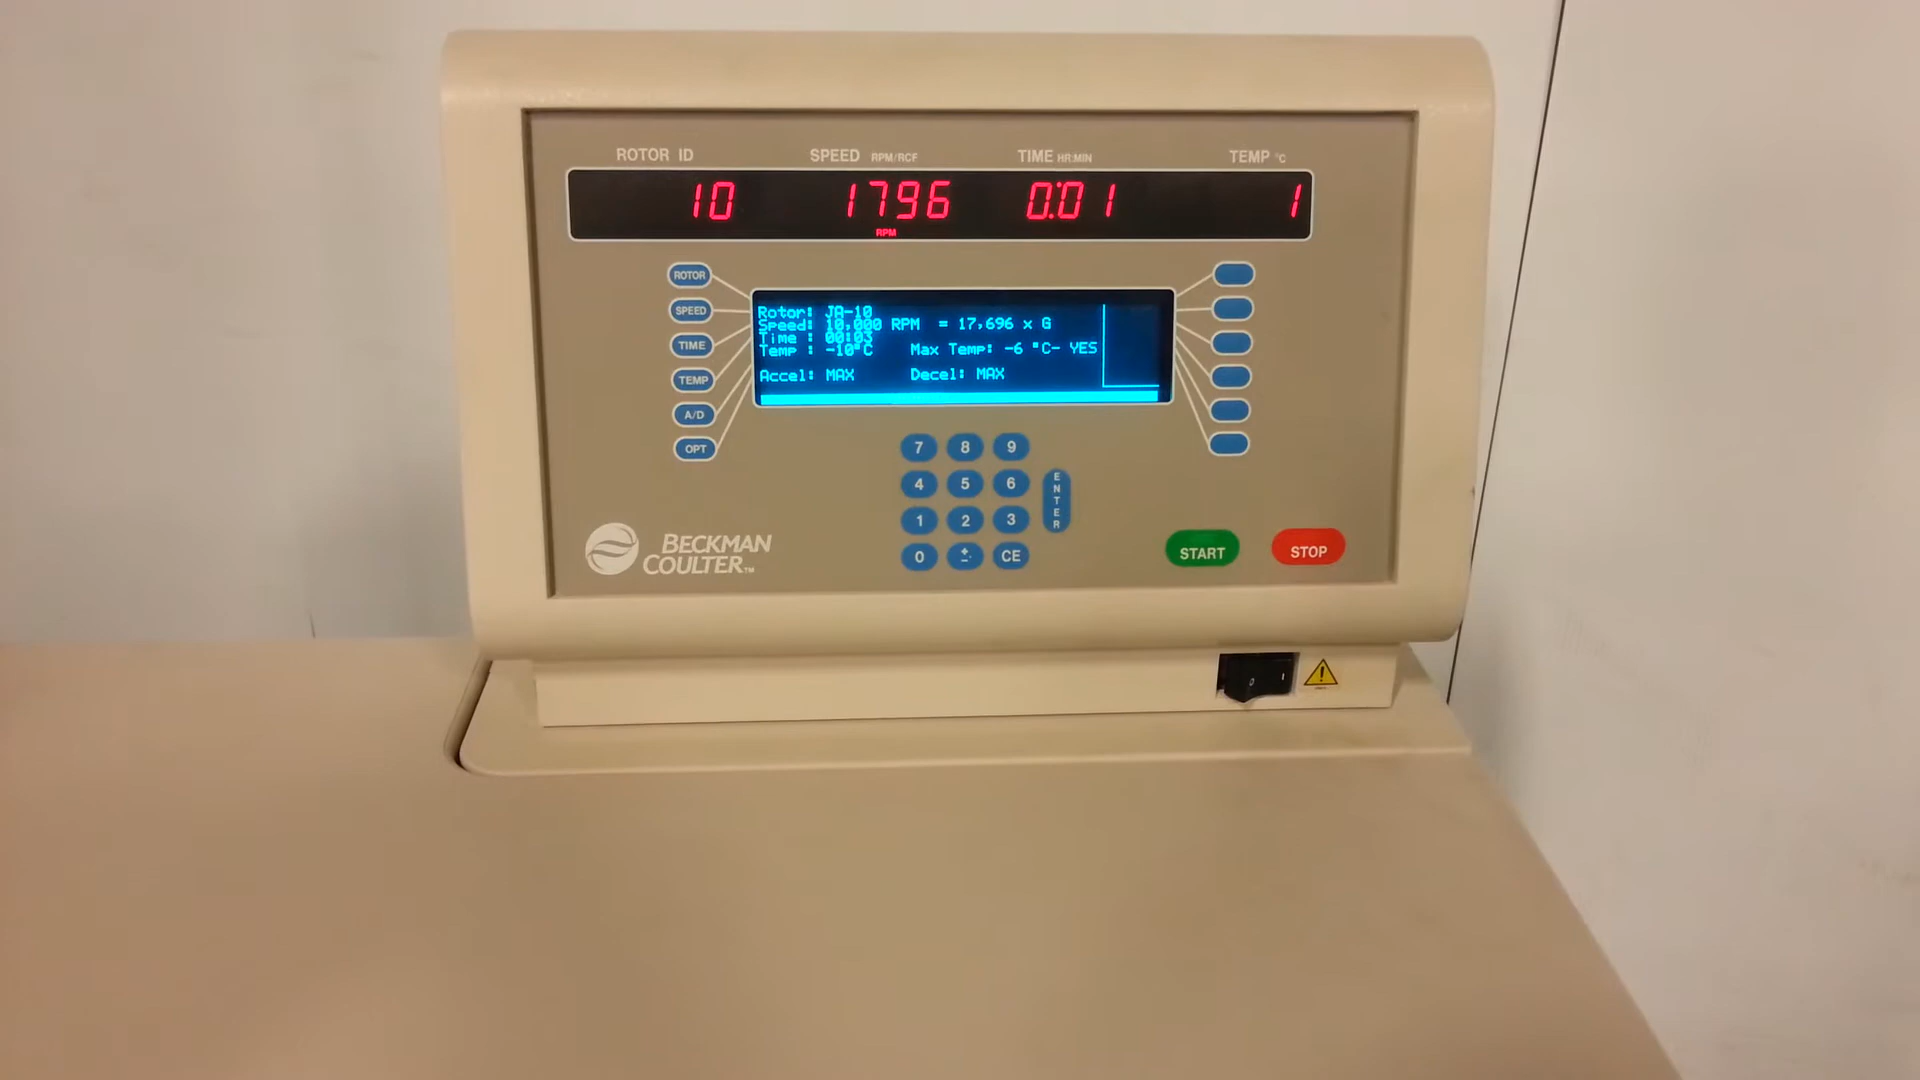 ROTOR ID SPEED RPM/RCF TIME HR:MIN TEMP °C
10 1796 0:01 1
RPM
ROTOR
SPEED
TIME
TEMP
A/D
OPT
Rotor: JA-10
Speed: 10,000 RPM = 17,696 x G
Time : 00:03
Temp : -10°C Max Temp: -6 °C- YES
Accel: MAX Decel: MAX
7 8 9
4 5 6
1 2 3
0 +/- CE
ENTER
START STOP
BECKMAN
COULTER™
O I